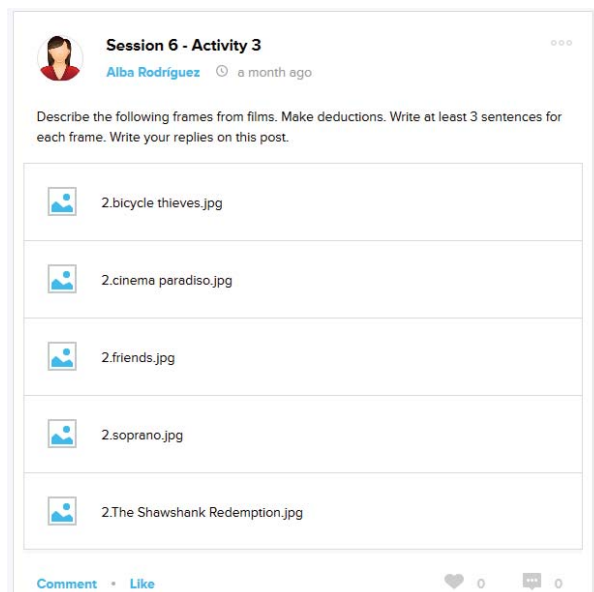 Session 6 - Activity 3
Alba Rodríguez a month ago
Describe the following frames from films. Make deductions. Write at least 3 sentences for
each frame. Write your replies on this post.
2.bicycle thieves.jpg
2.cinema paradiso.jpg
2.friends.jpg
2.soprano.jpg
2.The Shawshank Redemption.jpg
Comment • Like 0 0